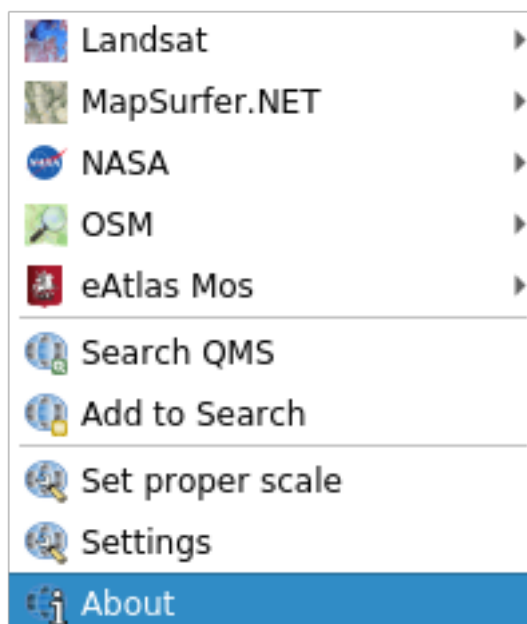 Landsat
MapSurfer.NET
NASA
OSM
eAtlas Mos
Search QMS
Add to Search
Set proper scale
Settings
About